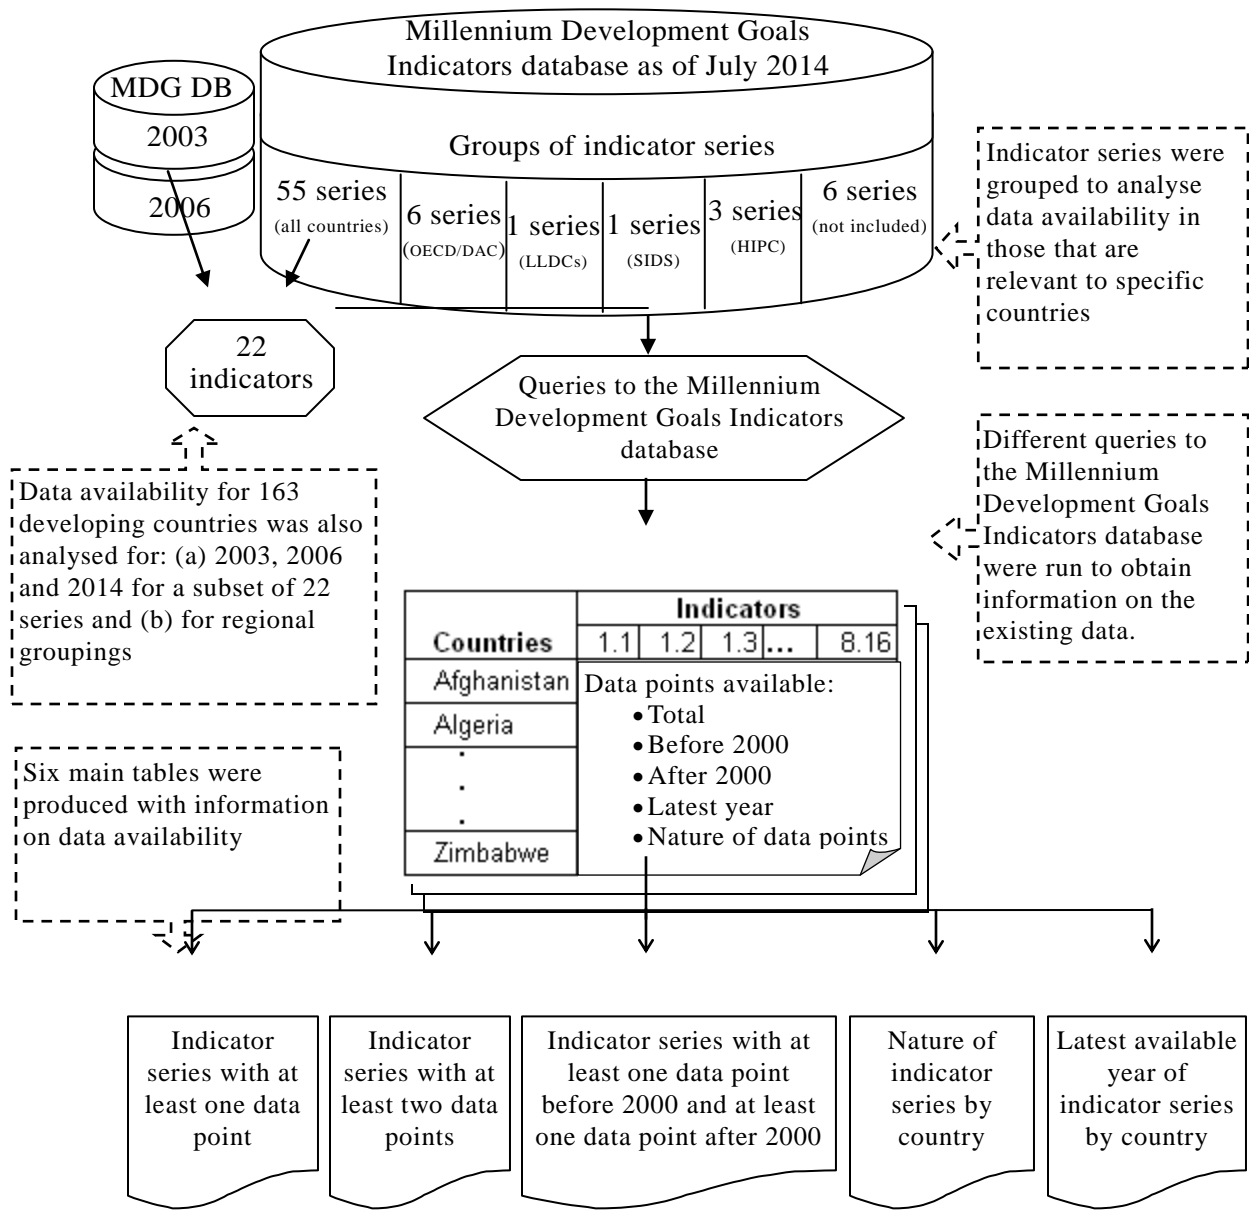 Millennium Development Goals
Indicators database as of July 2014
MDG DB
2003
2006
Groups of indicator series
55 series
(all countries)
6 series
(OECD/DAC)
1 series
(LLDCs)
1 series
(SIDS)
3 series
(HIPC)
6 series
(not included)
Indicator series were
grouped to analyse
data availability in
those that are
relevant to specific
countries
22
indicators
Queries to the Millennium
Development Goals Indicators
database
Data availability for 163
developing countries was also
analysed for: (a) 2003, 2006
and 2014 for a subset of 22
series and (b) for regional
groupings
Different queries to
the Millennium
Development Goals
Indicators database
were run to obtain
information on the
existing data.
Indicators
Countries 1.1 1.2 1.3 ... 8.16
Afghanistan
Algeria
.
.
.
Zimbabwe
Data points available:
• Total
• Before 2000
• After 2000
• Latest year
• Nature of data points
Six main tables were
produced with information
on data availability
Indicator
series with at
least one data
point
Indicator
series with at
least two data
points
Indicator series with at
least one data point
before 2000 and at least
one data point after 2000
Nature of
indicator
series by
country
Latest available
year of
indicator series
by country